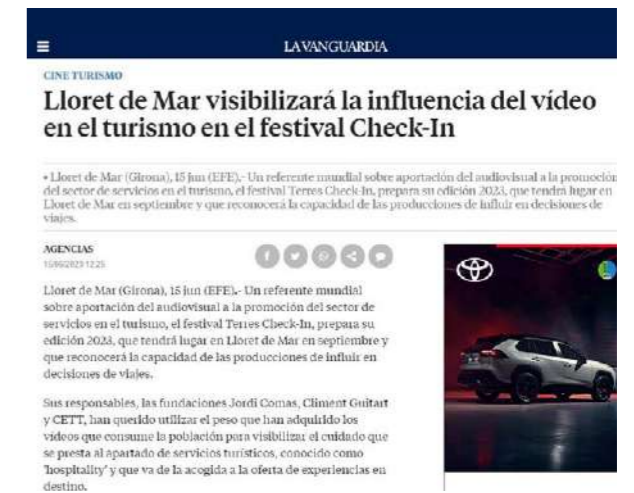 LA VANGUARDIA
CINE TURISMO
Lloret de Mar visibilizará la influencia del vídeo
en el turismo en el festival Check-In
• Lloret de Mar (Girona), 15 jun (EFE).- Un referente mundial sobre aportación del audiovisual a la promoción
del sector de servicios en el turismo, el festival Terres Check-In, prepara su edición 2023, que tendrá lugar en
Lloret de Mar en septiembre y que reconocerá la capacidad de las producciones de influir en decisiones de
viajes.
AGENCIAS
15/06/2023 12:25
Lloret de Mar (Girona), 15 jun (EFE).- Un referente mundial
sobre aportación del audiovisual a la promoción del sector de
servicios en el turismo, el festival Terres Check-In, prepara su
edición 2023, que tendrá lugar en Lloret de Mar en septiembre y
que reconocerá la capacidad de las producciones de influir en
decisiones de viajes.
Sus responsables, las fundaciones Jordi Comas, Climent Guitart
y CETT, han querido utilizar el peso que han adquirido los
vídeos que consume la población para visibilizar el cuidado que
se presta al apartado de servicios turísticos, conocido como
'hospitality' y que va de la acogida a la oferta de experiencias en
destino.